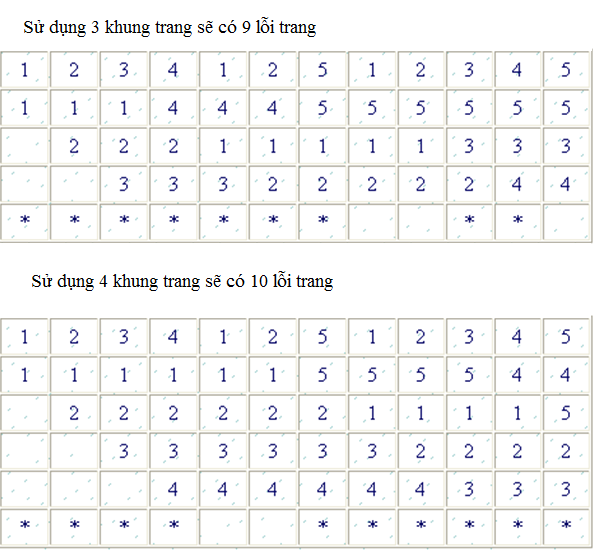 Sử dụng 3 khung trang sẽ có 9 lỗi trang
1 2 3 4 1 2 5 1 2 3 4 5
1 1 1 4 4 4 5 5 5 5 5 5
2 2 2 1 1 1 1 1 3 3 3
3 3 3 2 2 2 2 2 4 4
* * * * * * * * *
Sử dụng 4 khung trang sẽ có 10 lỗi trang
1 2 3 4 1 2 5 1 2 3 4 5
1 1 1 1 1 1 5 5 5 5 4 4
2 2 2 2 2 2 1 1 1 1 5
3 3 3 3 3 3 2 2 2 2
4 4 4 4 4 4 3 3 3
* * * * * * * * * *